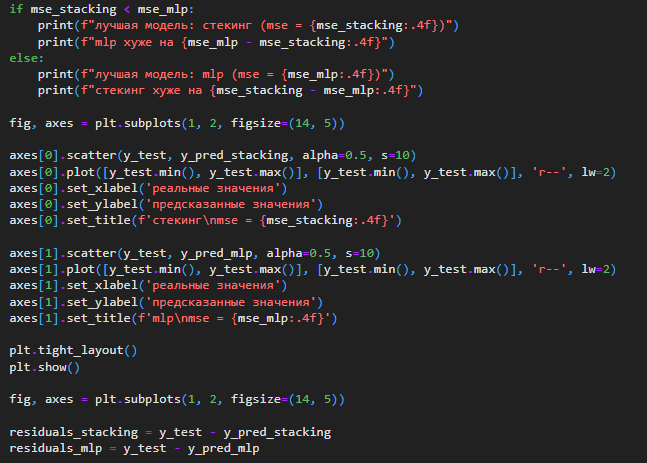 if mse_stacking < mse_mlp:
    print(f"лучшая модель: стекинг (mse = {mse_stacking:.4f})")
    print(f"mlp хуже на {mse_mlp - mse_stacking:.4f}")
else:
    print(f"лучшая модель: mlp (mse = {mse_mlp:.4f})")
    print(f"стекинг хуже на {mse_stacking - mse_mlp:.4f}")

fig, axes = plt.subplots(1, 2, figsize=(14, 5))

axes[0].scatter(y_test, y_pred_stacking, alpha=0.5, s=10)
axes[0].plot([y_test.min(), y_test.max()], [y_test.min(), y_test.max()], 'r--', lw=2)
axes[0].set_xlabel('реальные значения')
axes[0].set_ylabel('предсказанные значения')
axes[0].set_title(f'стекинг\nmse = {mse_stacking:.4f}')

axes[1].scatter(y_test, y_pred_mlp, alpha=0.5, s=10)
axes[1].plot([y_test.min(), y_test.max()], [y_test.min(), y_test.max()], 'r--', lw=2)
axes[1].set_xlabel('реальные значения')
axes[1].set_ylabel('предсказанные значения')
axes[1].set_title(f'mlp\nmse = {mse_mlp:.4f}')

plt.tight_layout()
plt.show()

fig, axes = plt.subplots(1, 2, figsize=(14, 5))

residuals_stacking = y_test - y_pred_stacking
residuals_mlp = y_test - y_pred_mlp